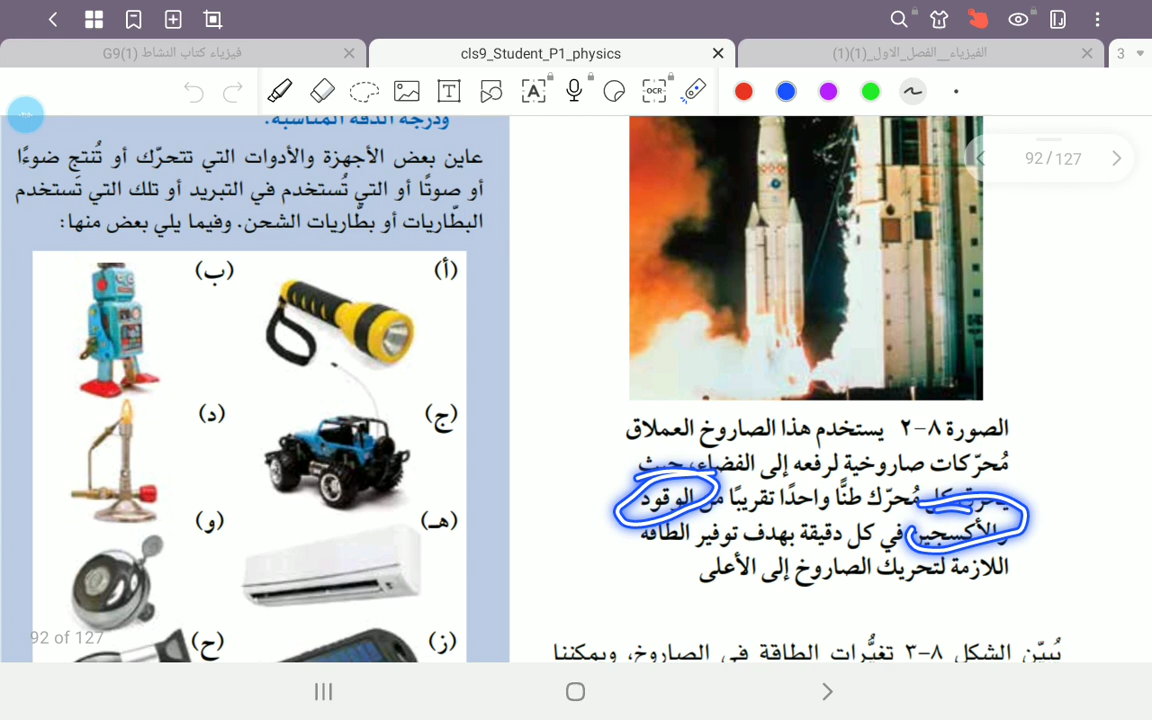 فيزياء كتاب النشاط G9(1)
cls9_Student_P1_physics
الفيزياء__الفصل_الاول_(1)(1)
3
A
T
OCR
92/127
ودرجة الدقة المناسبة.
عاين بعض الأجهزة والأدوات التي تتحرّك أو تُنتج ضوءًا
أو صوتًا أو التي تُستخدم في التبريد أو تلك التي تَستخدم
البطّاريات أو بطّاريات الشحن. وفيما يلي بعض منها:
(أ)
(ب)
(ج)
(د)
(هـ)
(و)
(ز)
(ح)
92 of 127
الصورة ٨-٢ يستخدم هذا الصاروخ العملاق
مُحرّكات صاروخية لرفعه إلى الفضاء، حيث
يحرق كل مُحرّك طنًّا واحدًا تقريبًا من الوقود
والأكسجين في كل دقيقة بهدف توفير الطاقة
اللازمة لتحريك الصاروخ إلى الأعلى
يُبيّن الشكل ٨-٣ تغيُّرات الطاقة في الصاروخ، ويمكننا